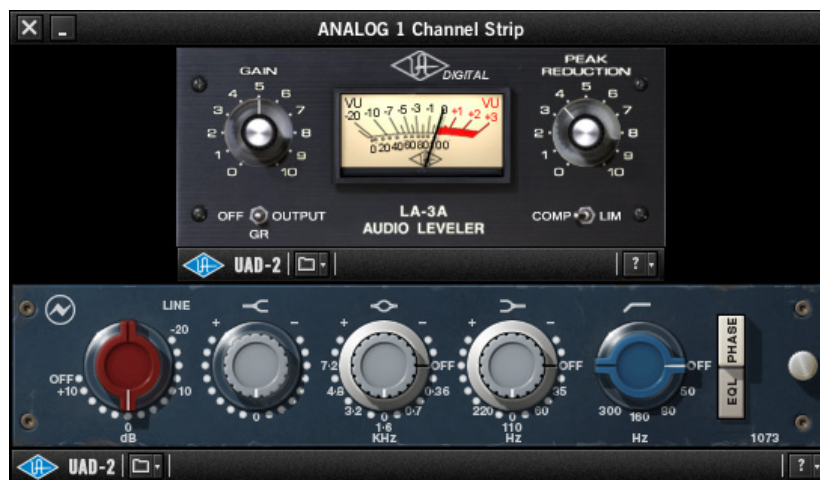 ANALOG 1 Channel Strip
GAIN
0 1 2 3 4 5 6 7 8 9 10
UA DIGITAL
VU VU
-20 -10 -7 -5 -3 -1 0 +1 +2 +3
0 20 40 60 80 100
PEAK
REDUCTION
0 1 2 3 4 5 6 7 8 9 10
OFF OUTPUT
GR
LA-3A
AUDIO LEVELER
COMP LIM
UAD-2 ?
LINE
-20
OFF
+10 10
0
dB
+ -
0
+ -
7.2 OFF
4.8 0.36
3.2 0 0.7
1.6
KHz
+ -
OFF
35
220 0 60
110
Hz
OFF
50
300 160 80
Hz
PHASE
EQL
1073
UAD-2 ?